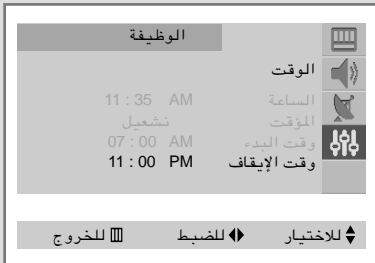 الوظيفة
الوقت
الساعة 11 : 35 AM
المؤقت تشغيل
وقت البدء 07 : 00 AM
وقت الإيقاف 11 : 00 PM
للاختيار للضبط للخروج